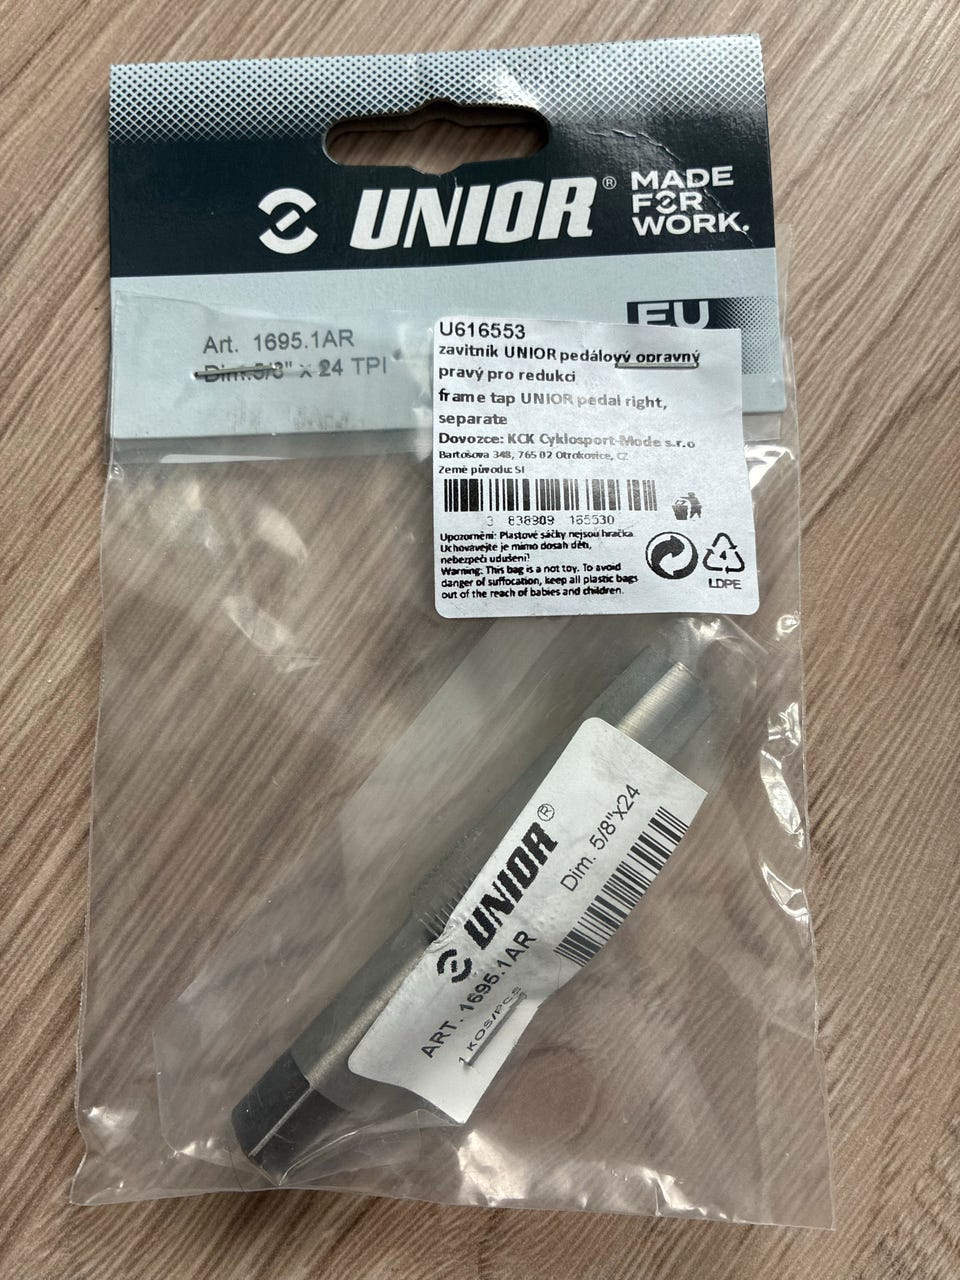 UNIOR®
MADE
FOR
WORK.
EU
Art. 1695.1AR
Dim.5/8" x 24 TPI
U616553
zavitník UNIOR pedálový opravný
pravý pro redukci
frame tap UNIOR pedal right,
separate
Dovozce: KCK Cyklosport-Mode s.r.o
Bartošova 348, 765 02 Otrokovice, CZ
Země původu: SI
3 838909 165530
Upozornění: Plastové sáčky nejsou hračka.
Uchovávejte je mimo dosah dětí,
nebezpečí udušení!
Warning: This bag is a not toy. To avoid
danger of suffocation, keep all plastic bags
out of the reach of babies and children.
4
LDPE
UNIOR®
Dim. 5/8"x24
ART. 1695.1AR
1 KOS/PCS